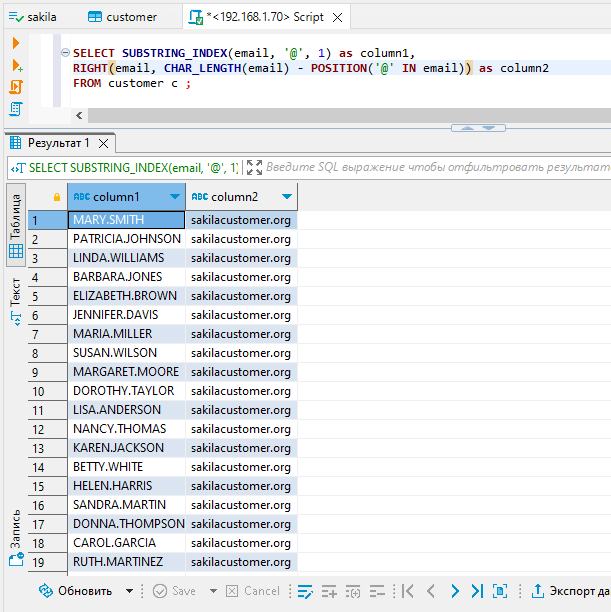 sakila
customer
*<192.168.1.70> Script
SELECT SUBSTRING_INDEX(email, '@', 1) as column1,
RIGHT(email, CHAR_LENGTH(email) - POSITION('@' IN email)) as column2
FROM customer c ;
Результат 1
SELECT SUBSTRING_INDEX(email, '@', 1)
Введите SQL выражение чтобы отфильтровать результат
Таблица
Текст
Запись
ABC column1 ABC column2
1 MARY.SMITH sakilacustomer.org
2 PATRICIA.JOHNSON sakilacustomer.org
3 LINDA.WILLIAMS sakilacustomer.org
4 BARBARA.JONES sakilacustomer.org
5 ELIZABETH.BROWN sakilacustomer.org
6 JENNIFER.DAVIS sakilacustomer.org
7 MARIA.MILLER sakilacustomer.org
8 SUSAN.WILSON sakilacustomer.org
9 MARGARET.MOORE sakilacustomer.org
10 DOROTHY.TAYLOR sakilacustomer.org
11 LISA.ANDERSON sakilacustomer.org
12 NANCY.THOMAS sakilacustomer.org
13 KAREN.JACKSON sakilacustomer.org
14 BETTY.WHITE sakilacustomer.org
15 HELEN.HARRIS sakilacustomer.org
16 SANDRA.MARTIN sakilacustomer.org
17 DONNA.THOMPSON sakilacustomer.org
18 CAROL.GARCIA sakilacustomer.org
19 RUTH.MARTINEZ sakilacustomer.org
Обновить Save Cancel Экспорт да